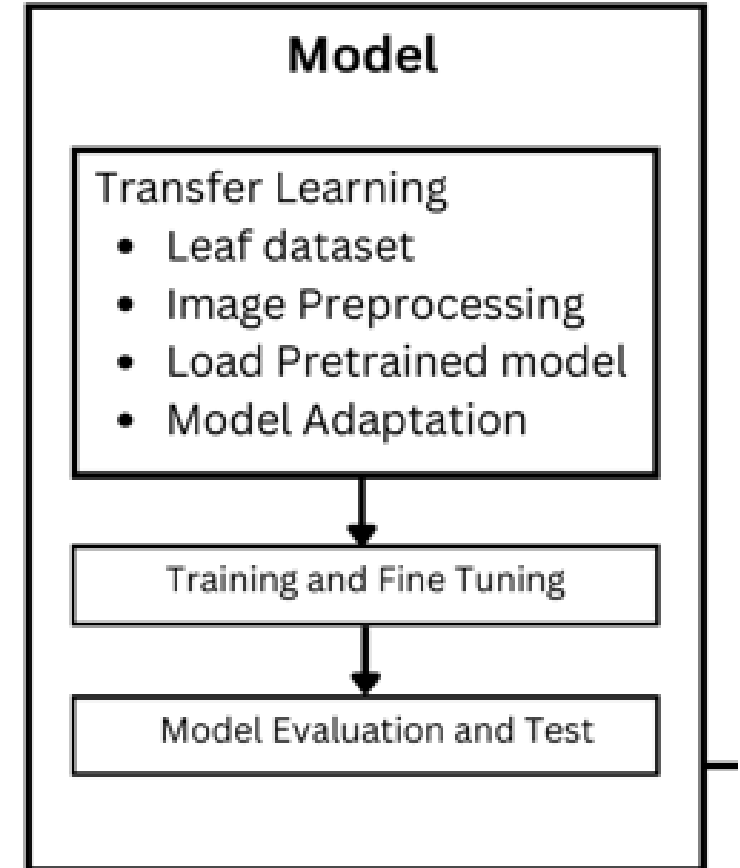 Model
Transfer Learning
• Leaf dataset
• Image Preprocessing
• Load Pretrained model
• Model Adaptation
Training and Fine Tuning
Model Evaluation and Test